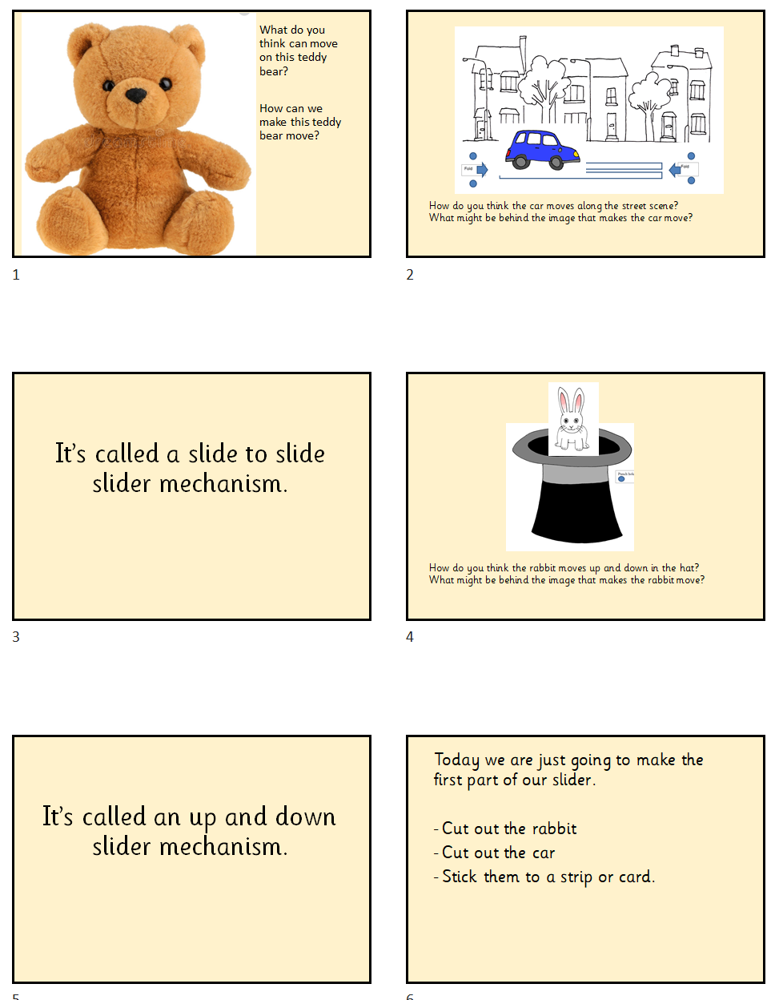 What do you
think can move
on this teddy
bear?
How can we
make this teddy
bear move?
1
Fold
Fold
How do you think the car moves along the street scene?
What might be behind the image that makes the car move?
2
It's called a slide to slide
slider mechanism.
3
Punch hole
How do you think the rabbit moves up and down in the hat?
What might be behind the image that makes the rabbit move?
4
It's called an up and down
slider mechanism.
5
Today we are just going to make the
first part of our slider.
- Cut out the rabbit
- Cut out the car
- Stick them to a strip or card.
6